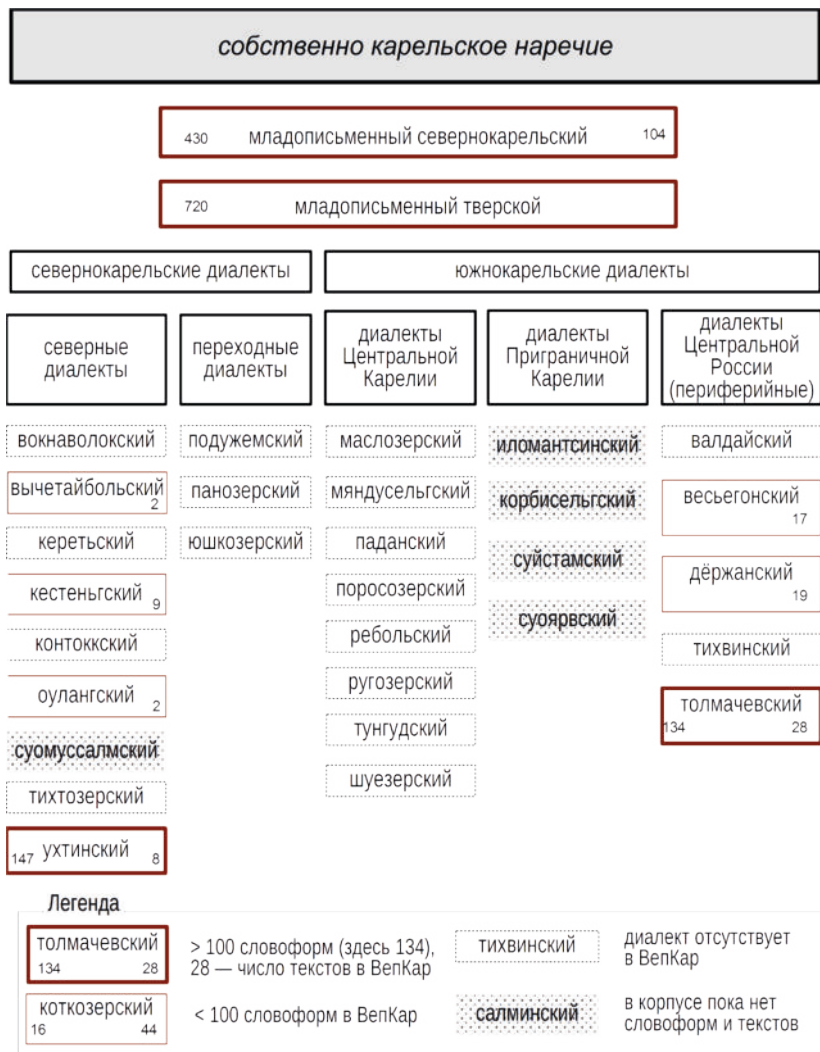 собственно карельское наречие
430 младописьменный севернокарельский 104
720 младописьменный тверской
севернокарельские диалекты
южнокарельские диалекты
северные
диалекты
переходные
диалекты
диалекты
Центральной
Карелии
диалекты
Приграничной
Карелии
диалекты
Центральной
России
(периферийные)
вокнаволокский
вычетайбольский
2
керетьский
кестеньгский 9
контоккский
оулангский 2
суомуссалмский
тихтозерский
147 ухтинский 8
подужемский
панозерский
юшкозерский
маслозерский
мяндусельгский
паданский
поросозерский
ребольский
ругозерский
тунгудский
шуезерский
иломантсинский
корбисельгский
суйстамский
суоярвский
валдайский
весьегонский
17
дёржанский
19
тихвинский
толмачевский
134 28
Легенда
толмачевский
134 28
> 100 словоформ (здесь 134),
28 — число текстов в ВепКар
коткозерский
16 44
< 100 словоформ в ВепКар
тихвинский
диалект отсутствует
в ВепКар
салминский
в корпусе пока нет
словоформ и текстов